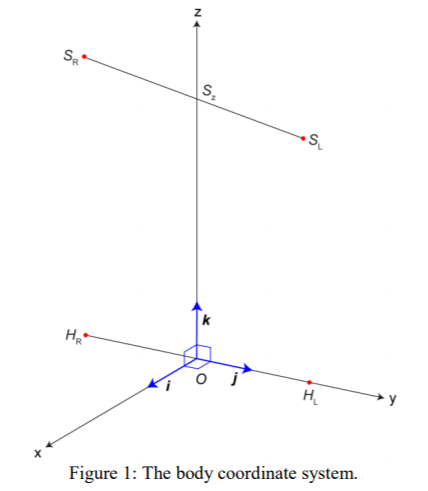 z
S_R
S_z
S_L
k
H_R
i
O
j
H_L
y
x
Figure 1: The body coordinate system.